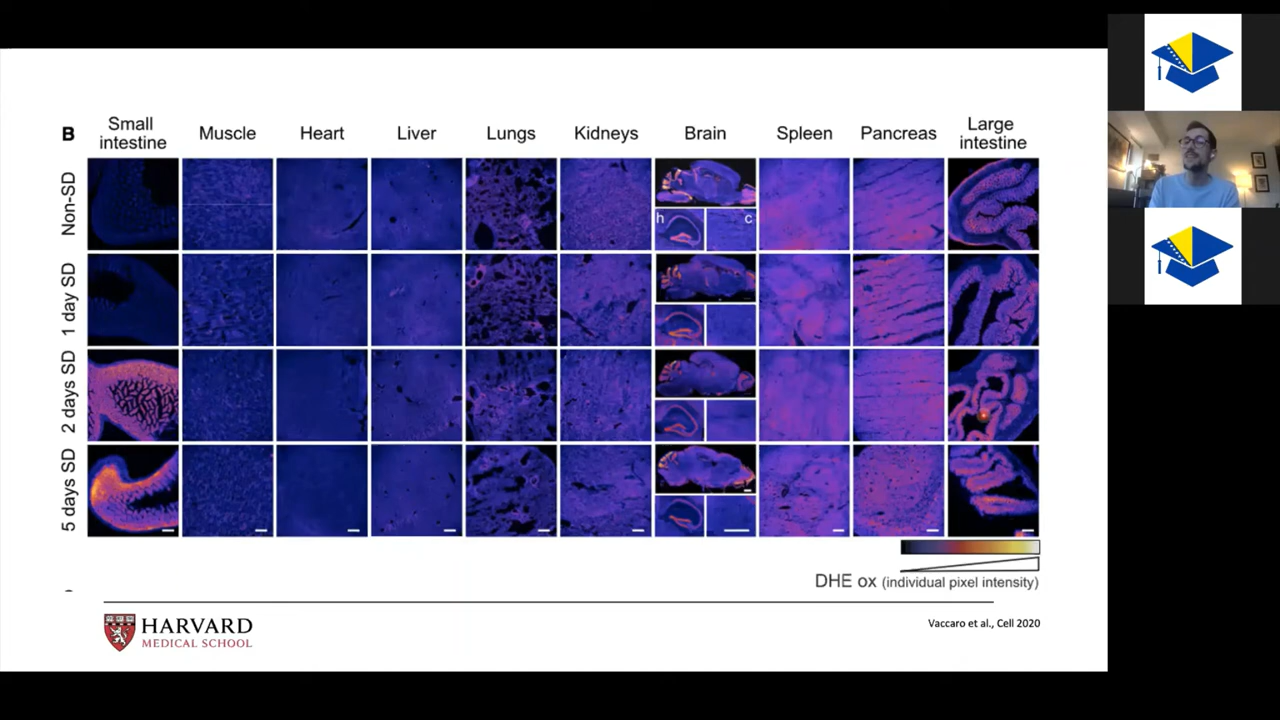 B
Small intestine
Muscle
Heart
Liver
Lungs
Kidneys
Brain
Spleen
Pancreas
Large intestine
Non-SD
h
c
1 day SD
2 days SD
5 days SD
DHE ox (individual pixel intensity)
HARVARD
MEDICAL SCHOOL
Vaccaro et al., Cell 2020